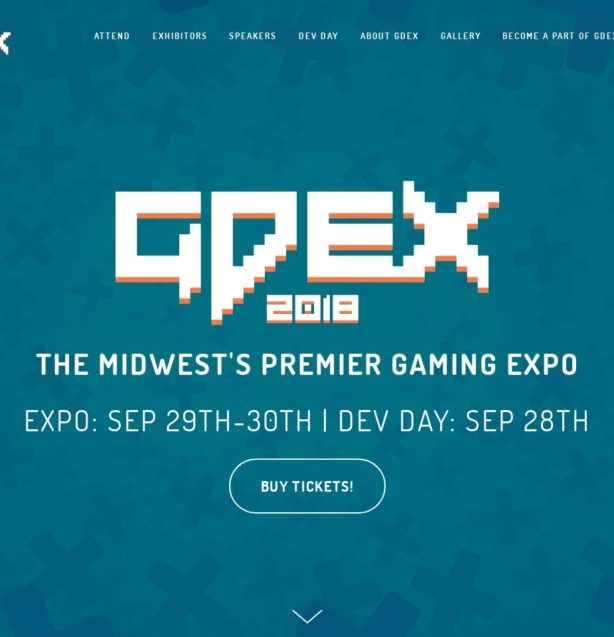 ATTEND EXHIBITORS SPEAKERS DEV DAY ABOUT GDEX GALLERY BECOME A PART OF GDEX
GDEX
2018
THE MIDWEST'S PREMIER GAMING EXPO
EXPO: SEP 29TH-30TH | DEV DAY: SEP 28TH
BUY TICKETS!